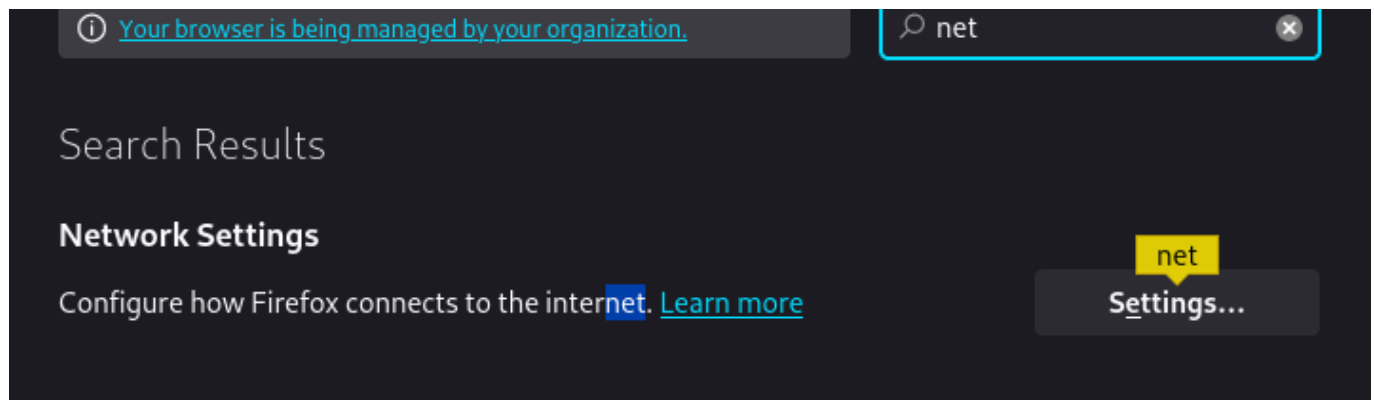 Your browser is being managed by your organization.
net
Search Results
Network Settings
net
Configure how Firefox connects to the internet. Learn more
Settings...